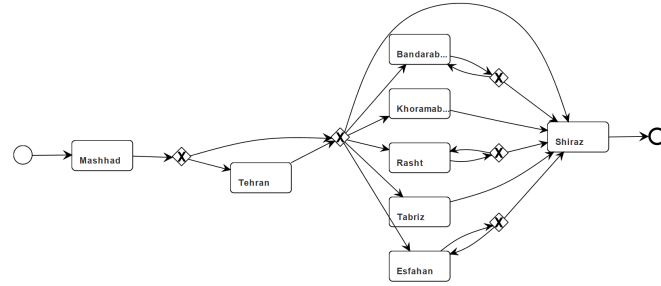 Mashhad
Tehran
Bandarab...
Khoramab...
Rasht
Tabriz
Esfahan
Shiraz